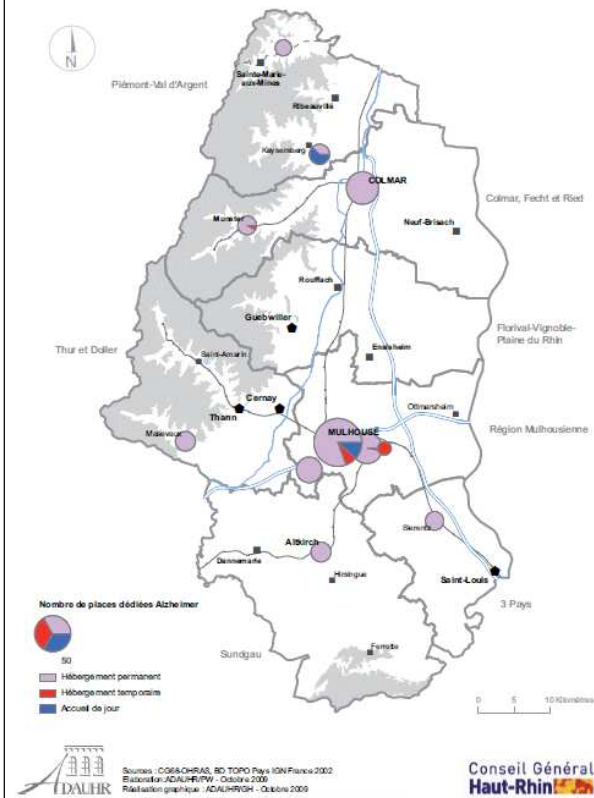 N
Sainte-Marie-
aux-Mines
Piémont-Val d'Argent
Ribeauvillé
Kaysersberg
COLMAR
Colmar, Fecht et Ried
Munster
Neuf-Brisach
Rouffach
Guebwiller
Florival-Vignoble-
Plaine du Rhin
Thur et Doller
Saint-Amarin
Ensisheim
Cernay
Thann
Ottmarsheim
Masevaux
MULHOUSE
Région Mulhousienne
Sierentz
Altkirch
Dannemarie
Hirsingue
Saint-Louis
3 Pays
Nombre de places dédiées Alzheimer
50
Sundgau
Ferrette
Hébergement permanent
Hébergement temporaire
Accueil de jour
0 5 10 Kilomètres
ADAUHR
Sources : CG68-OHRAS, BD TOPO Pays IGN France 2002
Elaboration : ADAUHR/PW - Octobre 2009
Réalisation graphique : ADAUHR/GH - Octobre 2009
Conseil Général
Haut-Rhin